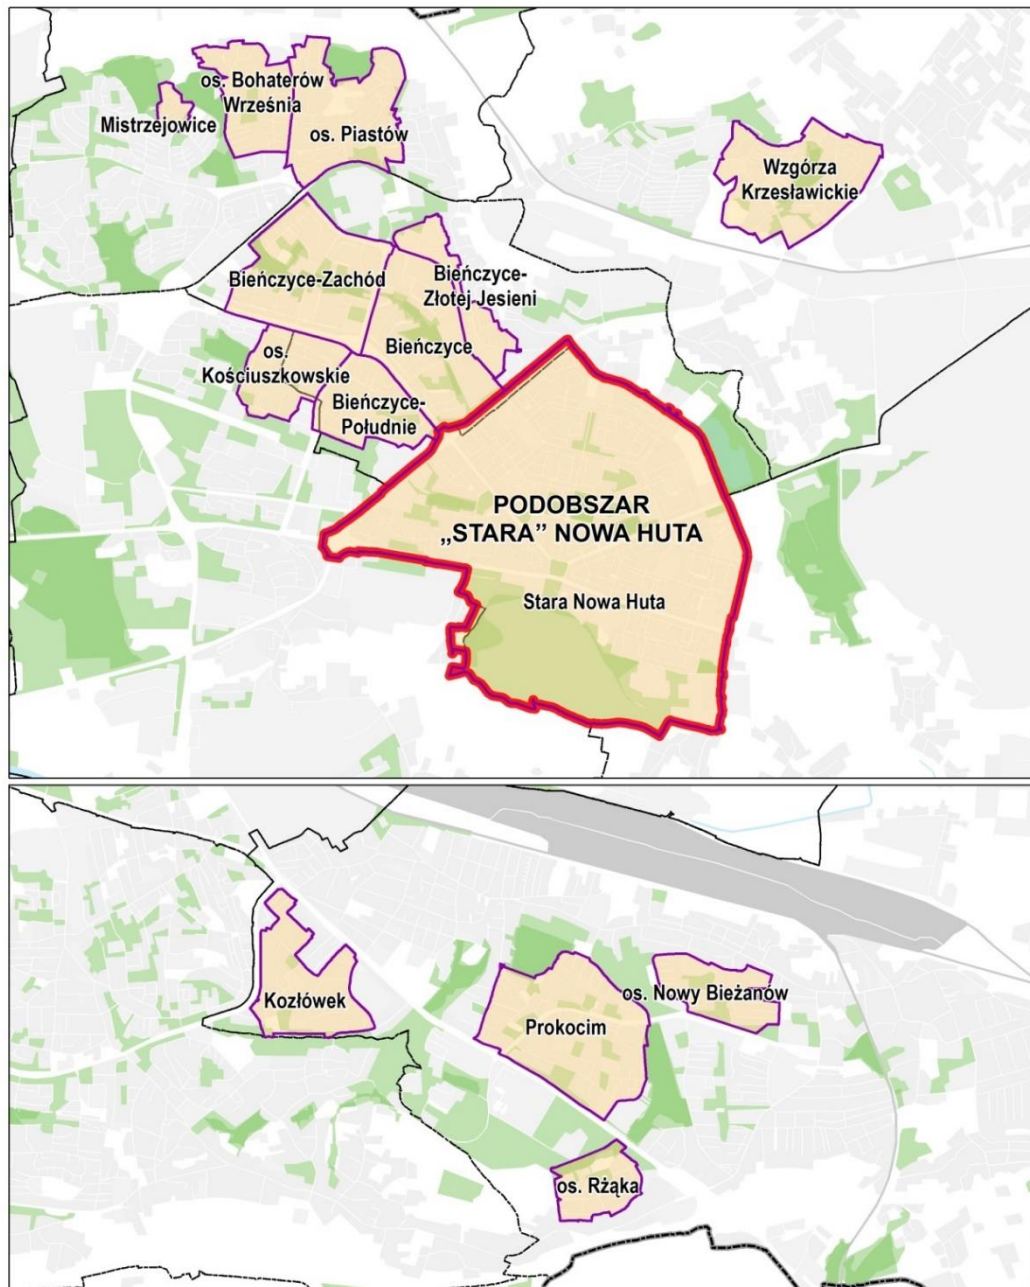 os. Bohaterów
Września
Mistrzejowice
os. Piastów
Wzgórza
Krzesławickie
Bieńczyce-Zachód
Bieńczyce-
Złotej Jesieni
os.
Kościuszkowskie
Bieńczyce
Bieńczyce-
Południe
PODOBSZAR
„STARA” NOWA HUTA
Stara Nowa Huta
Kozłówek
Prokocim
os. Nowy Bieżanów
os. Rżąka